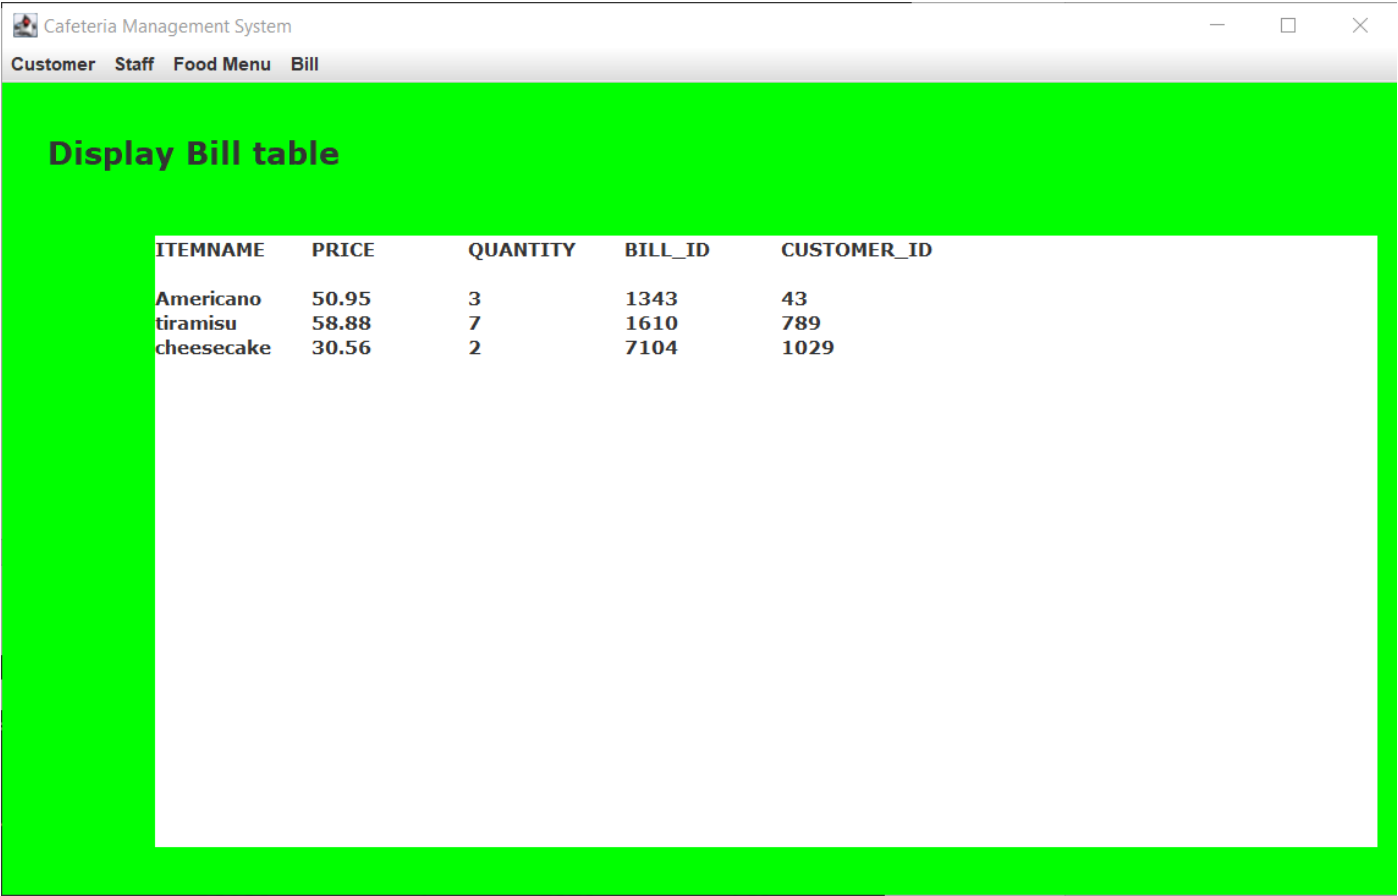 Cafeteria Management System
Customer Staff Food Menu Bill
Display Bill table
ITEMNAME PRICE QUANTITY BILL_ID CUSTOMER_ID
Americano 50.95 3 1343 43
tiramisu 58.88 7 1610 789
cheesecake 30.56 2 7104 1029